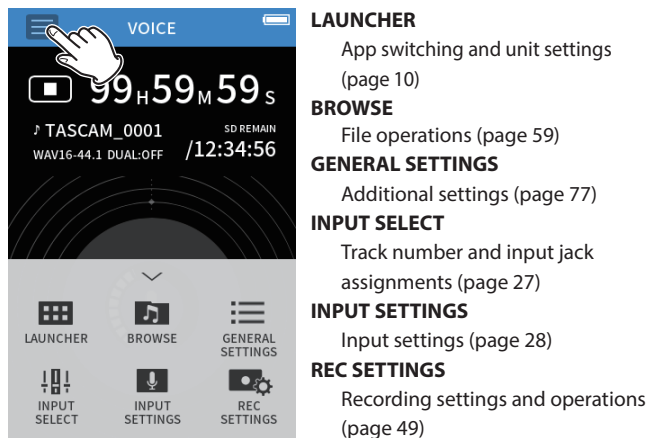 VOICE
99H59M59s
♪ TASCAM_0001
SD REMAIN
WAV16-44.1 DUAL:OFF /12:34:56
LAUNCHER
BROWSE
GENERAL
SETTINGS
INPUT
SELECT
INPUT
SETTINGS
REC
SETTINGS
LAUNCHER
App switching and unit settings
(page 10)
BROWSE
File operations (page 59)
GENERAL SETTINGS
Additional settings (page 77)
INPUT SELECT
Track number and input jack
assignments (page 27)
INPUT SETTINGS
Input settings (page 28)
REC SETTINGS
Recording settings and operations
(page 49)